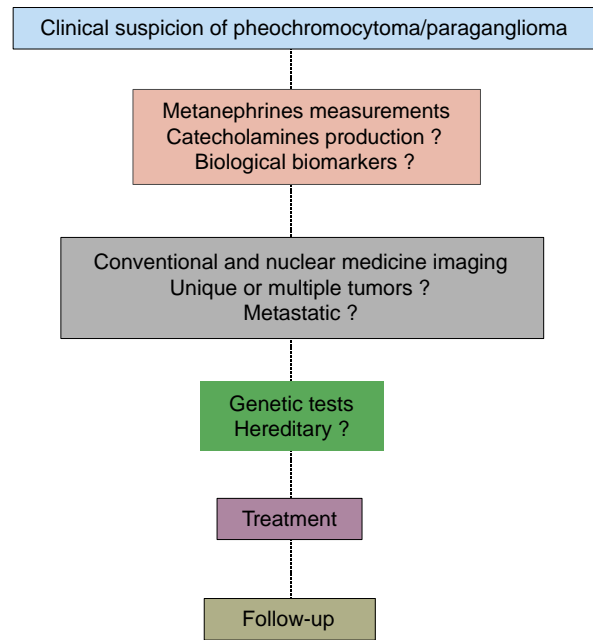 Clinical suspicion of pheochromocytoma/paraganglioma
Metanephrines measurements
Catecholamines production ?
Biological biomarkers ?
Conventional and nuclear medicine imaging
Unique or multiple tumors ?
Metastatic ?
Genetic tests
Hereditary ?
Treatment
Follow-up